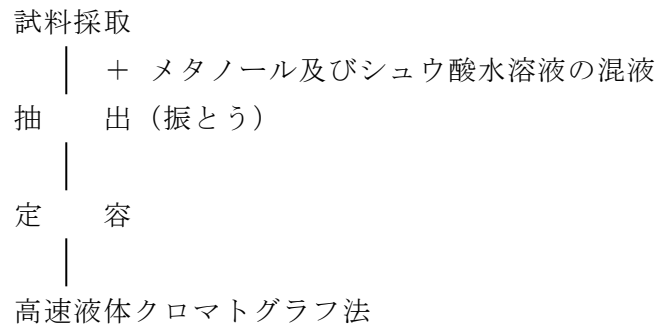 試料採取
＋ メタノール及びシュウ酸水溶液の混液
抽　　出（振とう）
定　　容
高速液体クロマトグラフ法